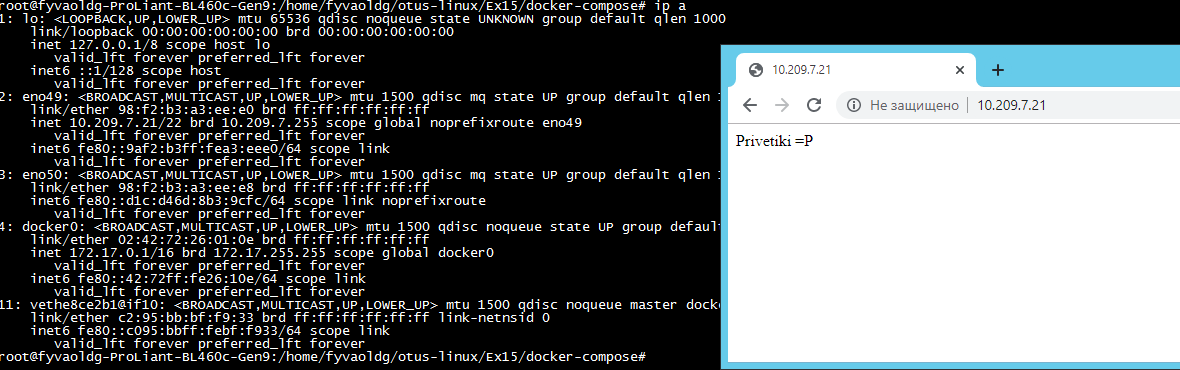 root@fyvaoldg-ProLiant-BL460c-Gen9:/home/fyvaoldg/otus-linux/Ex15/docker-compose# ip a
1: lo: <LOOPBACK,UP,LOWER_UP> mtu 65536 qdisc noqueue state UNKNOWN group default qlen 1000
link/loopback 00:00:00:00:00:00 brd 00:00:00:00:00:00
inet 127.0.0.1/8 scope host lo
valid_lft forever preferred_lft forever
inet6 ::1/128 scope host
valid_lft forever preferred_lft forever
2: eno49: <BROADCAST,MULTICAST,UP,LOWER_UP> mtu 1500 qdisc mq state UP group default qlen
link/ether 98:f2:b3:a3:ee:e0 brd ff:ff:ff:ff:ff:ff
inet 10.209.7.21/22 brd 10.209.7.255 scope global noprefixroute eno49
valid_lft forever preferred_lft forever
inet6 fe80::9af2:b3ff:fea3:eee0/64 scope link
valid_lft forever preferred_lft forever
3: eno50: <BROADCAST,MULTICAST,UP,LOWER_UP> mtu 1500 qdisc mq state UP group default qlen
link/ether 98:f2:b3:a3:ee:e8 brd ff:ff:ff:ff:ff:ff
inet6 fe80::d1c:d46d:8b3:9cfc/64 scope link noprefixroute
valid_lft forever preferred_lft forever
4: docker0: <BROADCAST,MULTICAST,UP,LOWER_UP> mtu 1500 qdisc noqueue state UP group defaul
link/ether 02:42:72:26:01:0e brd ff:ff:ff:ff:ff:ff
inet 172.17.0.1/16 brd 172.17.255.255 scope global docker0
valid_lft forever preferred_lft forever
inet6 fe80::42:72ff:fe26:10e/64 scope link
valid_lft forever preferred_lft forever
11: vethe8ce2b1@if10: <BROADCAST,MULTICAST,UP,LOWER_UP> mtu 1500 qdisc noqueue master docke
link/ether c2:95:bb:bf:f9:33 brd ff:ff:ff:ff:ff:ff link-netnsid 0
inet6 fe80::c095:bbff:febf:f933/64 scope link
valid_lft forever preferred_lft forever
root@fyvaoldg-ProLiant-BL460c-Gen9:/home/fyvaoldg/otus-linux/Ex15/docker-compose#
10.209.7.21
Не защищено | 10.209.7.21
Privetiki =P